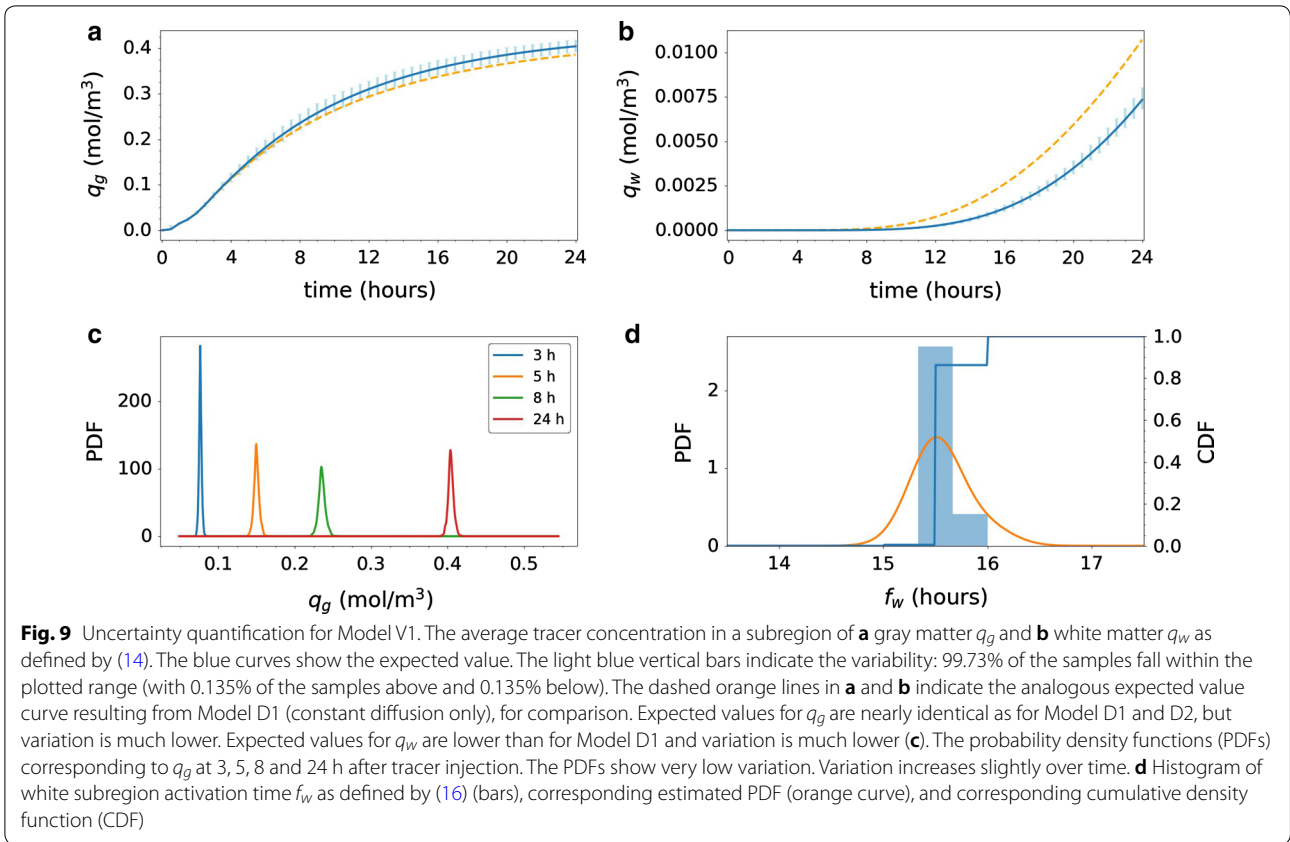 a
0.4
0.3
0.2
0.1
0.0
q_g (mol/m³)
0 4 8 12 16 20 24
time (hours)
b
0.0100
0.0075
0.0050
0.0025
0.0000
q_w (mol/m³)
0 4 8 12 16 20 24
time (hours)
c
200
100
0
PDF
3 h
5 h
8 h
24 h
0.1 0.2 0.3 0.4 0.5
q_g (mol/m³)
d
2
1
0
PDF
1.0
0.8
0.6
0.4
0.2
0.0
CDF
14 15 16 17
f_w (hours)
Fig. 9 Uncertainty quantification for Model V1. The average tracer concentration in a subregion of a gray matter q_g and b white matter q_w as
defined by (14). The blue curves show the expected value. The light blue vertical bars indicate the variability: 99.73% of the samples fall within the
plotted range (with 0.135% of the samples above and 0.135% below). The dashed orange lines in a and b indicate the analogous expected value
curve resulting from Model D1 (constant diffusion only), for comparison. Expected values for q_g are nearly identical as for Model D1 and D2, but
variation is much lower. Expected values for q_w are lower than for Model D1 and variation is much lower (c). The probability density functions (PDFs)
corresponding to q_g at 3, 5, 8 and 24 h after tracer injection. The PDFs show very low variation. Variation increases slightly over time. d Histogram of
white subregion activation time f_w as defined by (16) (bars), corresponding estimated PDF (orange curve), and corresponding cumulative density
function (CDF)